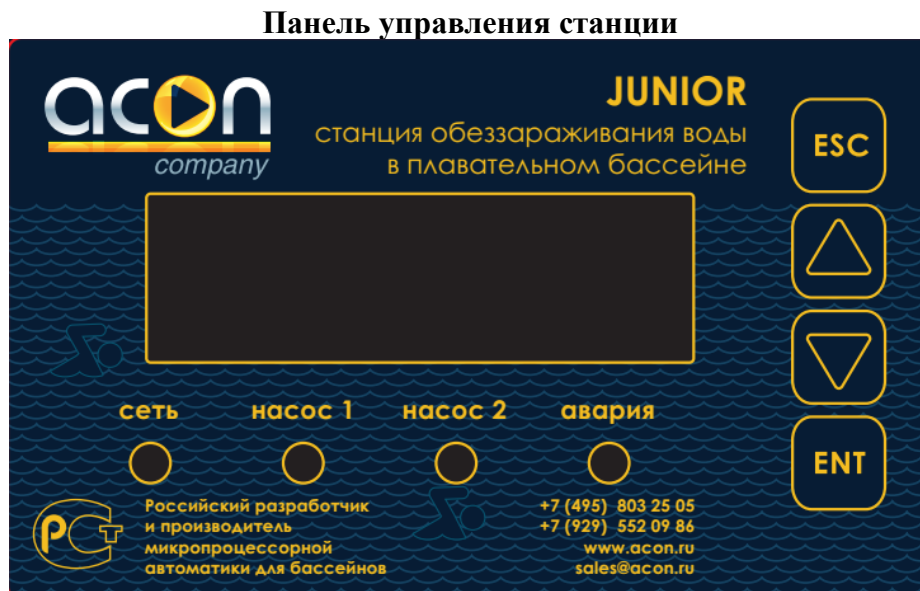 Панель управления станции
acon
company
JUNIOR
станция обеззараживания воды
в плавательном бассейне
ESC
сеть
насос 1
насос 2
авария
ENT
РСТ
Российский разработчик
и производитель
микропроцессорной
автоматики для бассейнов
+7 (495) 803 25 05
+7 (929) 552 09 86
www.acon.ru
sales@acon.ru